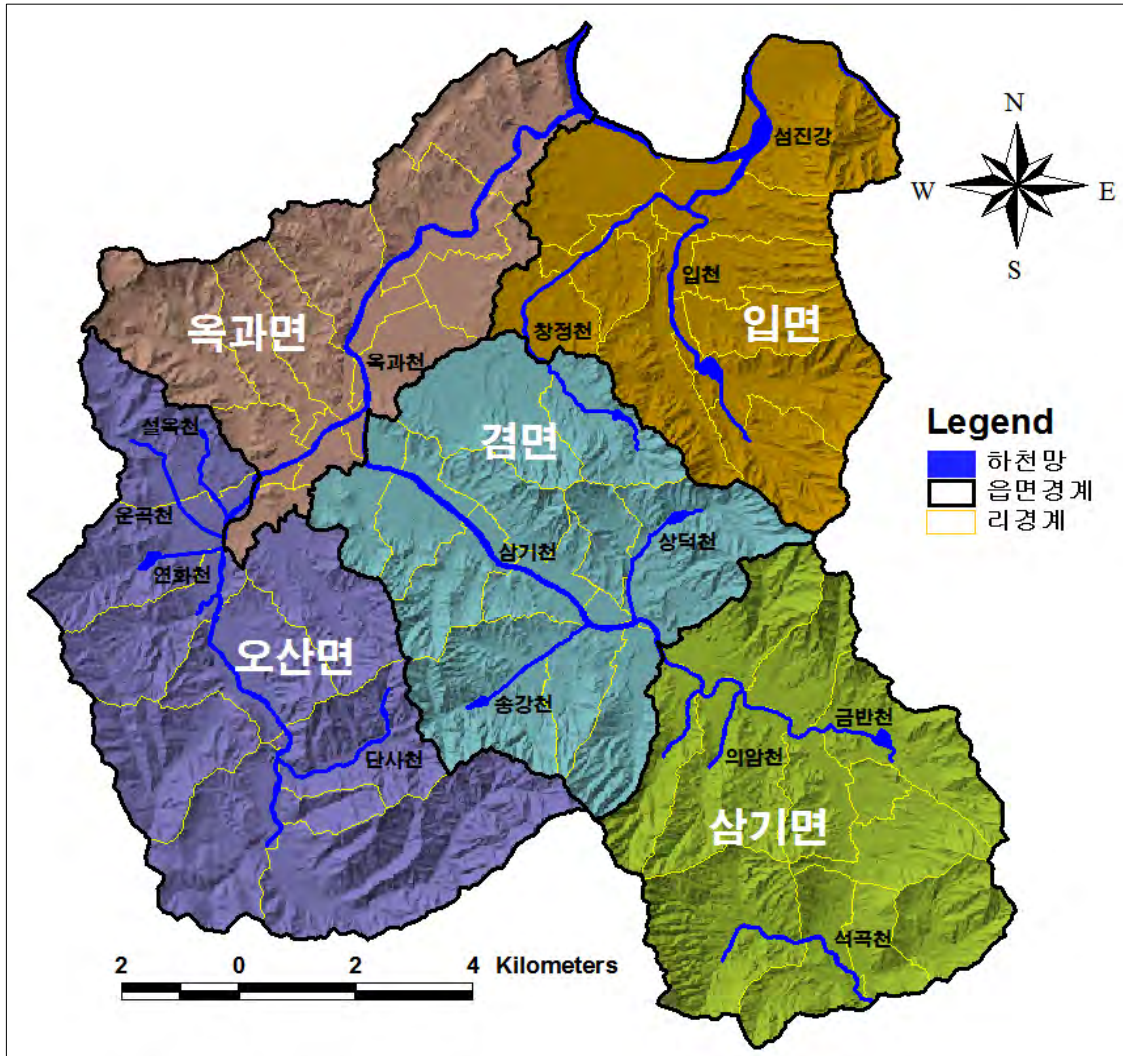 N
W
E
S
섬진강
입천
입면
창정천
옥과면
옥과천
Legend
하천망
읍면경계
리경계
겸면
설옥천
운곡천
연화천
삼기천
상덕천
오산면
송강천
단사천
금반천
의암천
삼기면
석곡천
2 0 2 4 Kilometers